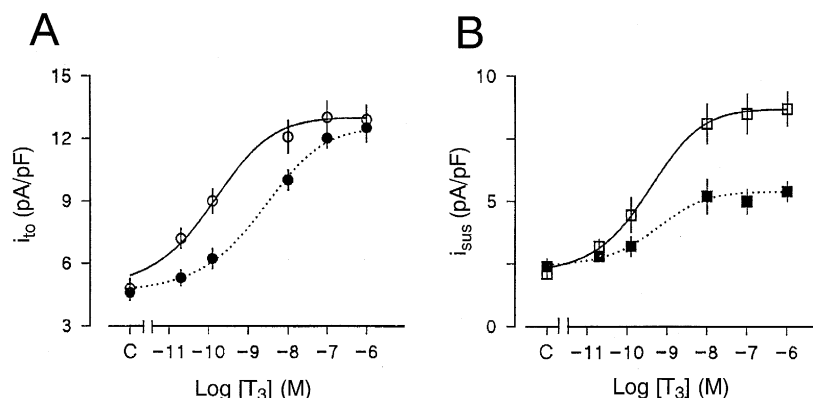 A
15
12
9
6
3
i_to (pA/pF)
C −11 −10 −9 −8 −7 −6
Log [T₃] (M)
B
10
5
0
i_sus (pA/pF)
C −11 −10 −9 −8 −7 −6
Log [T₃] (M)